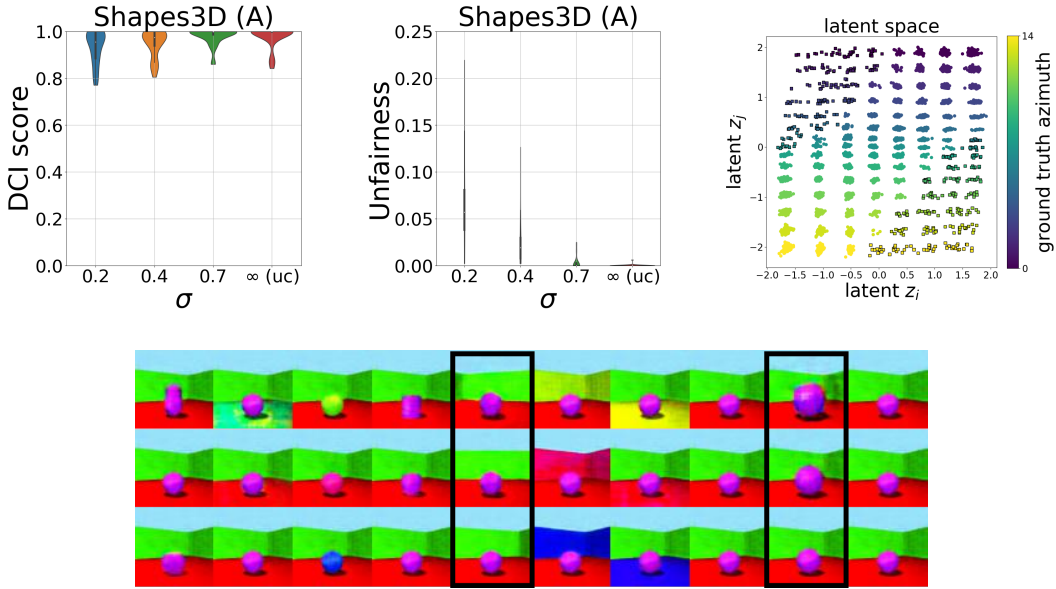 Shapes3D (A)
DCI score
1.0
0.8
0.6
0.4
0.2
0.0
0.2 0.4 0.7 ∞ (uc)
σ
Shapes3D (A)
Unfairness
0.25
0.20
0.15
0.10
0.05
0.00
0.2 0.4 0.7 ∞ (uc)
σ
latent space
latent z_j
2
1
0
−1
−2
−2.0 −1.5 −1.0 −0.5 0.0 0.5 1.0 1.5 2.0
latent z_i
14
0
ground truth azimuth